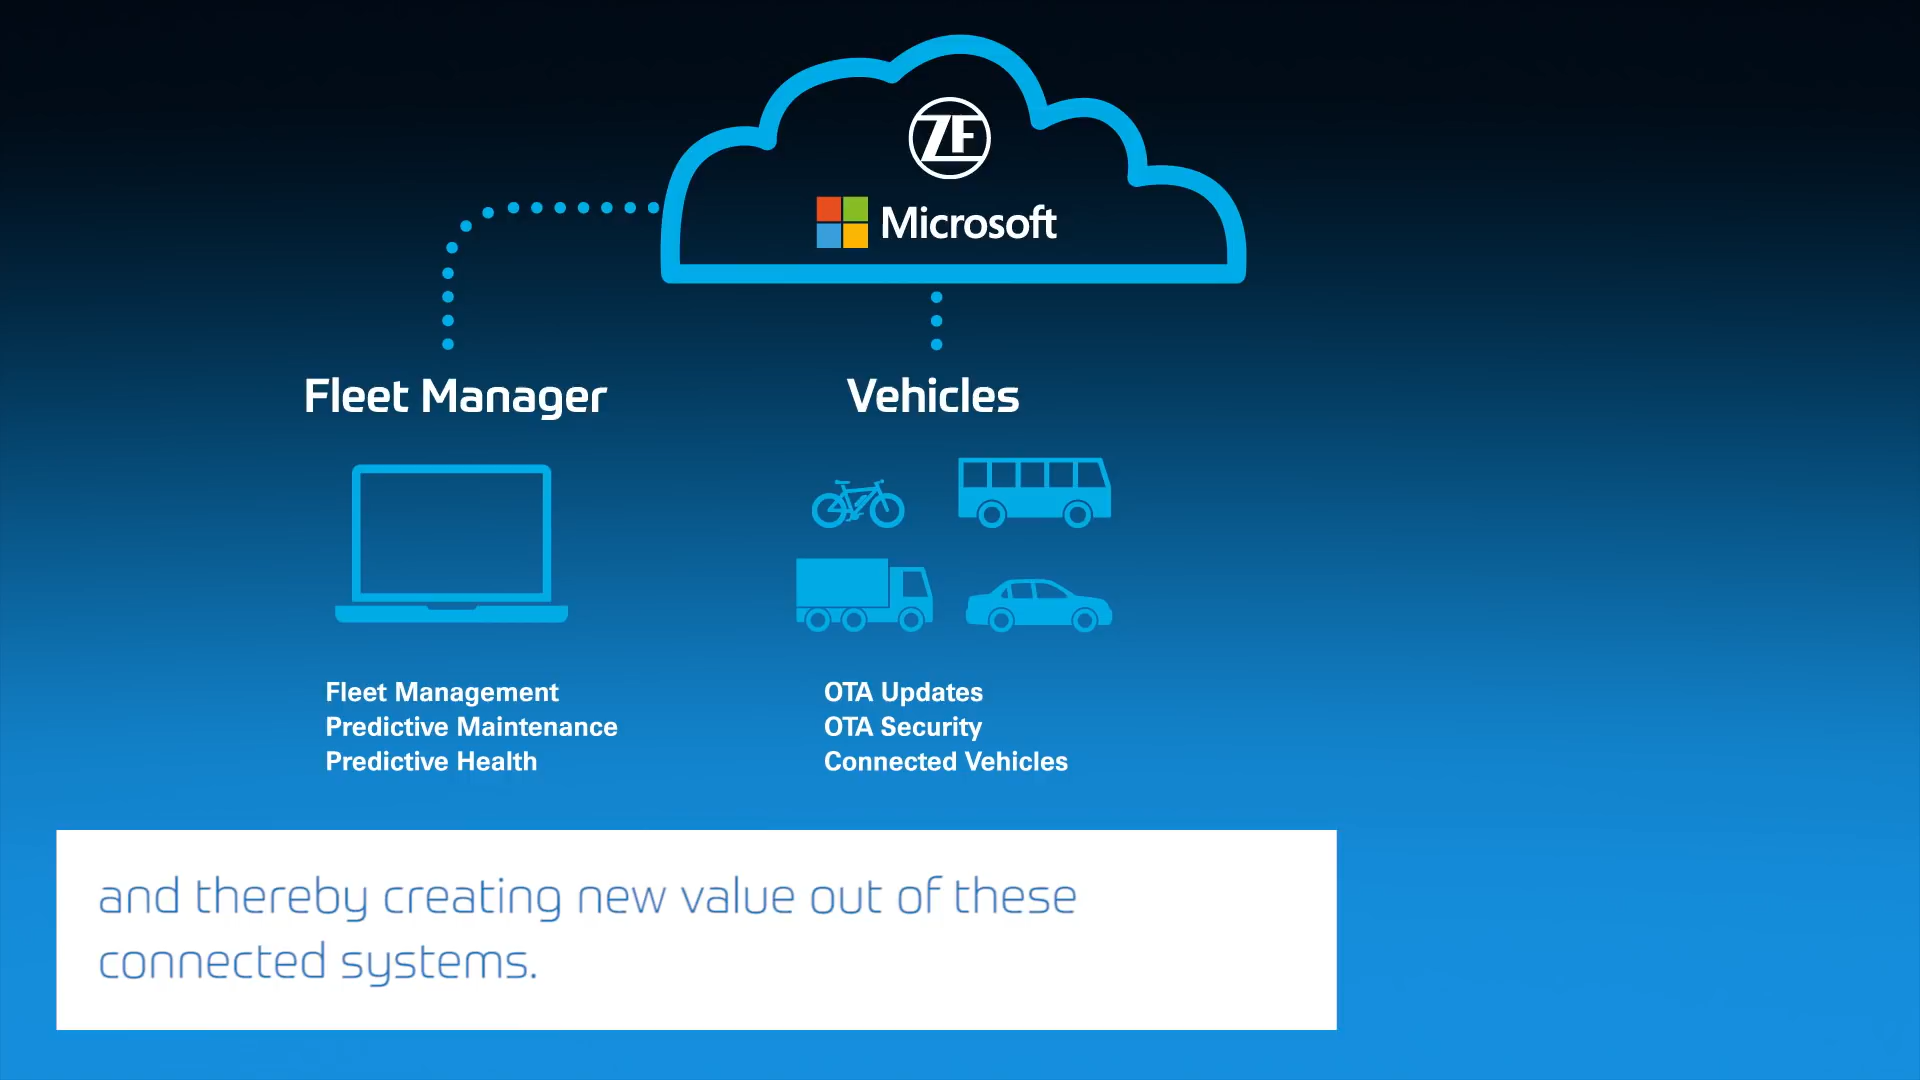 ZF
Microsoft
Fleet Manager
Vehicles
Fleet Management
Predictive Maintenance
Predictive Health
OTA Updates
OTA Security
Connected Vehicles
and thereby creating new value out of these
connected systems.